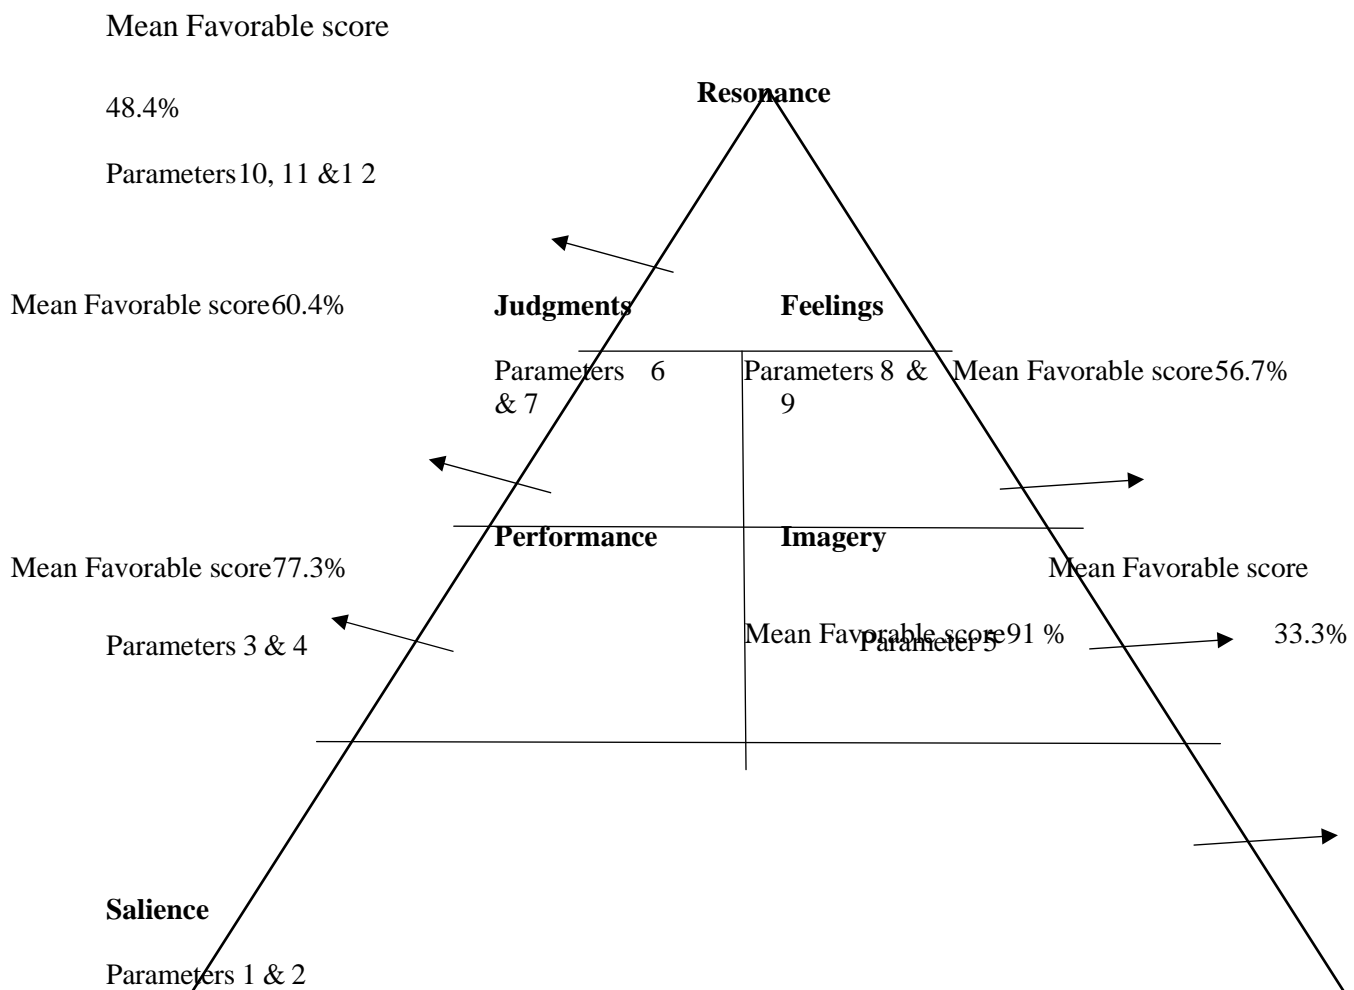 Mean Favorable score
Resonance
48.4%
Parameters10, 11 &1 2
Mean Favorable score60.4%
Judgments
Feelings
Parameters 6
& 7
Parameters 8 &
9
Mean Favorable score56.7%
Performance
Imagery
Mean Favorable score77.3%
Mean Favorable score
33.3%
Parameters 3 & 4
Mean Favorable score91 %
Parameter 5
Salience
Parameters 1 & 2